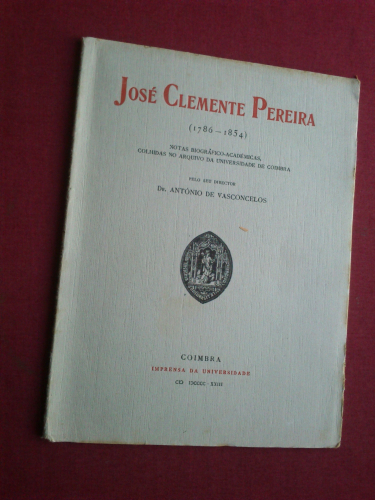 JOSÉ CLEMENTE PEREIRA
(1786-1854)
NOTAS BIOGRÁFICO-ACADÉMICAS,
COLHIDAS NO ARQUIVO DA UNIVERSIDADE DE COIMBRA
PELO SEU DIRECTOR
DR. ANTÓNIO DE VASCONCELOS
COIMBRA
IMPRENSA DA UNIVERSIDADE